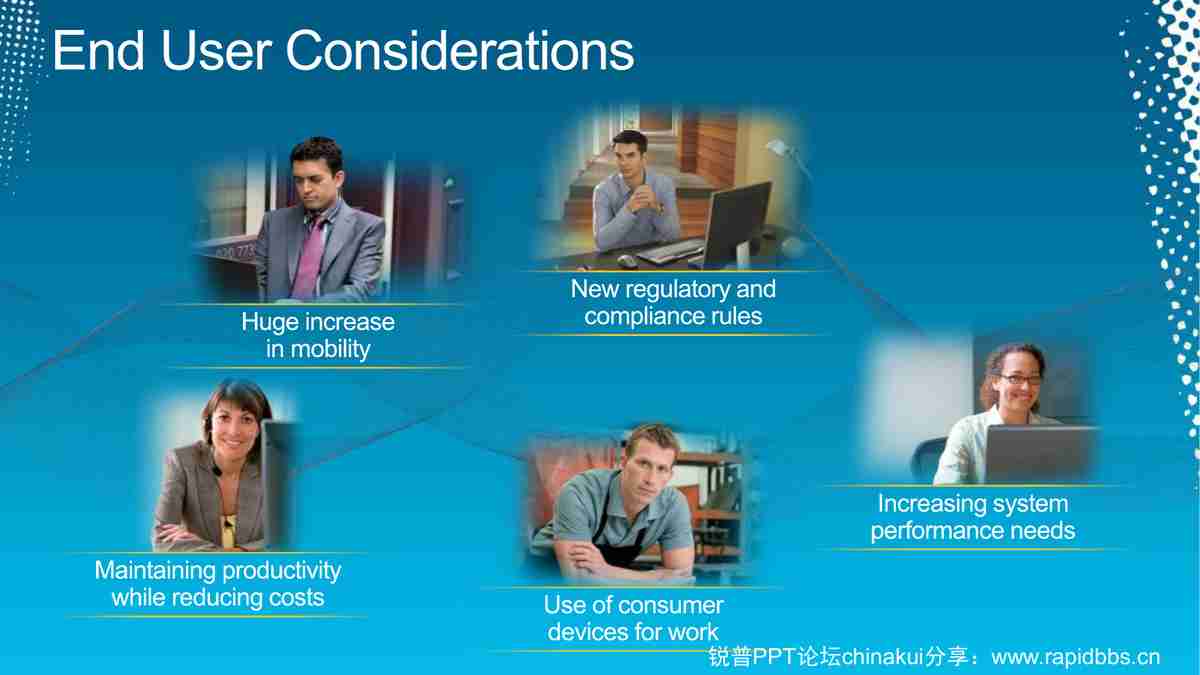 End User Considerations
New regulatory and
compliance rules
Huge increase
in mobility
Increasing system
performance needs
Maintaining productivity
while reducing costs
Use of consumer
devices for work
锐普PPT论坛chinakui分享：www.rapidbbs.cn